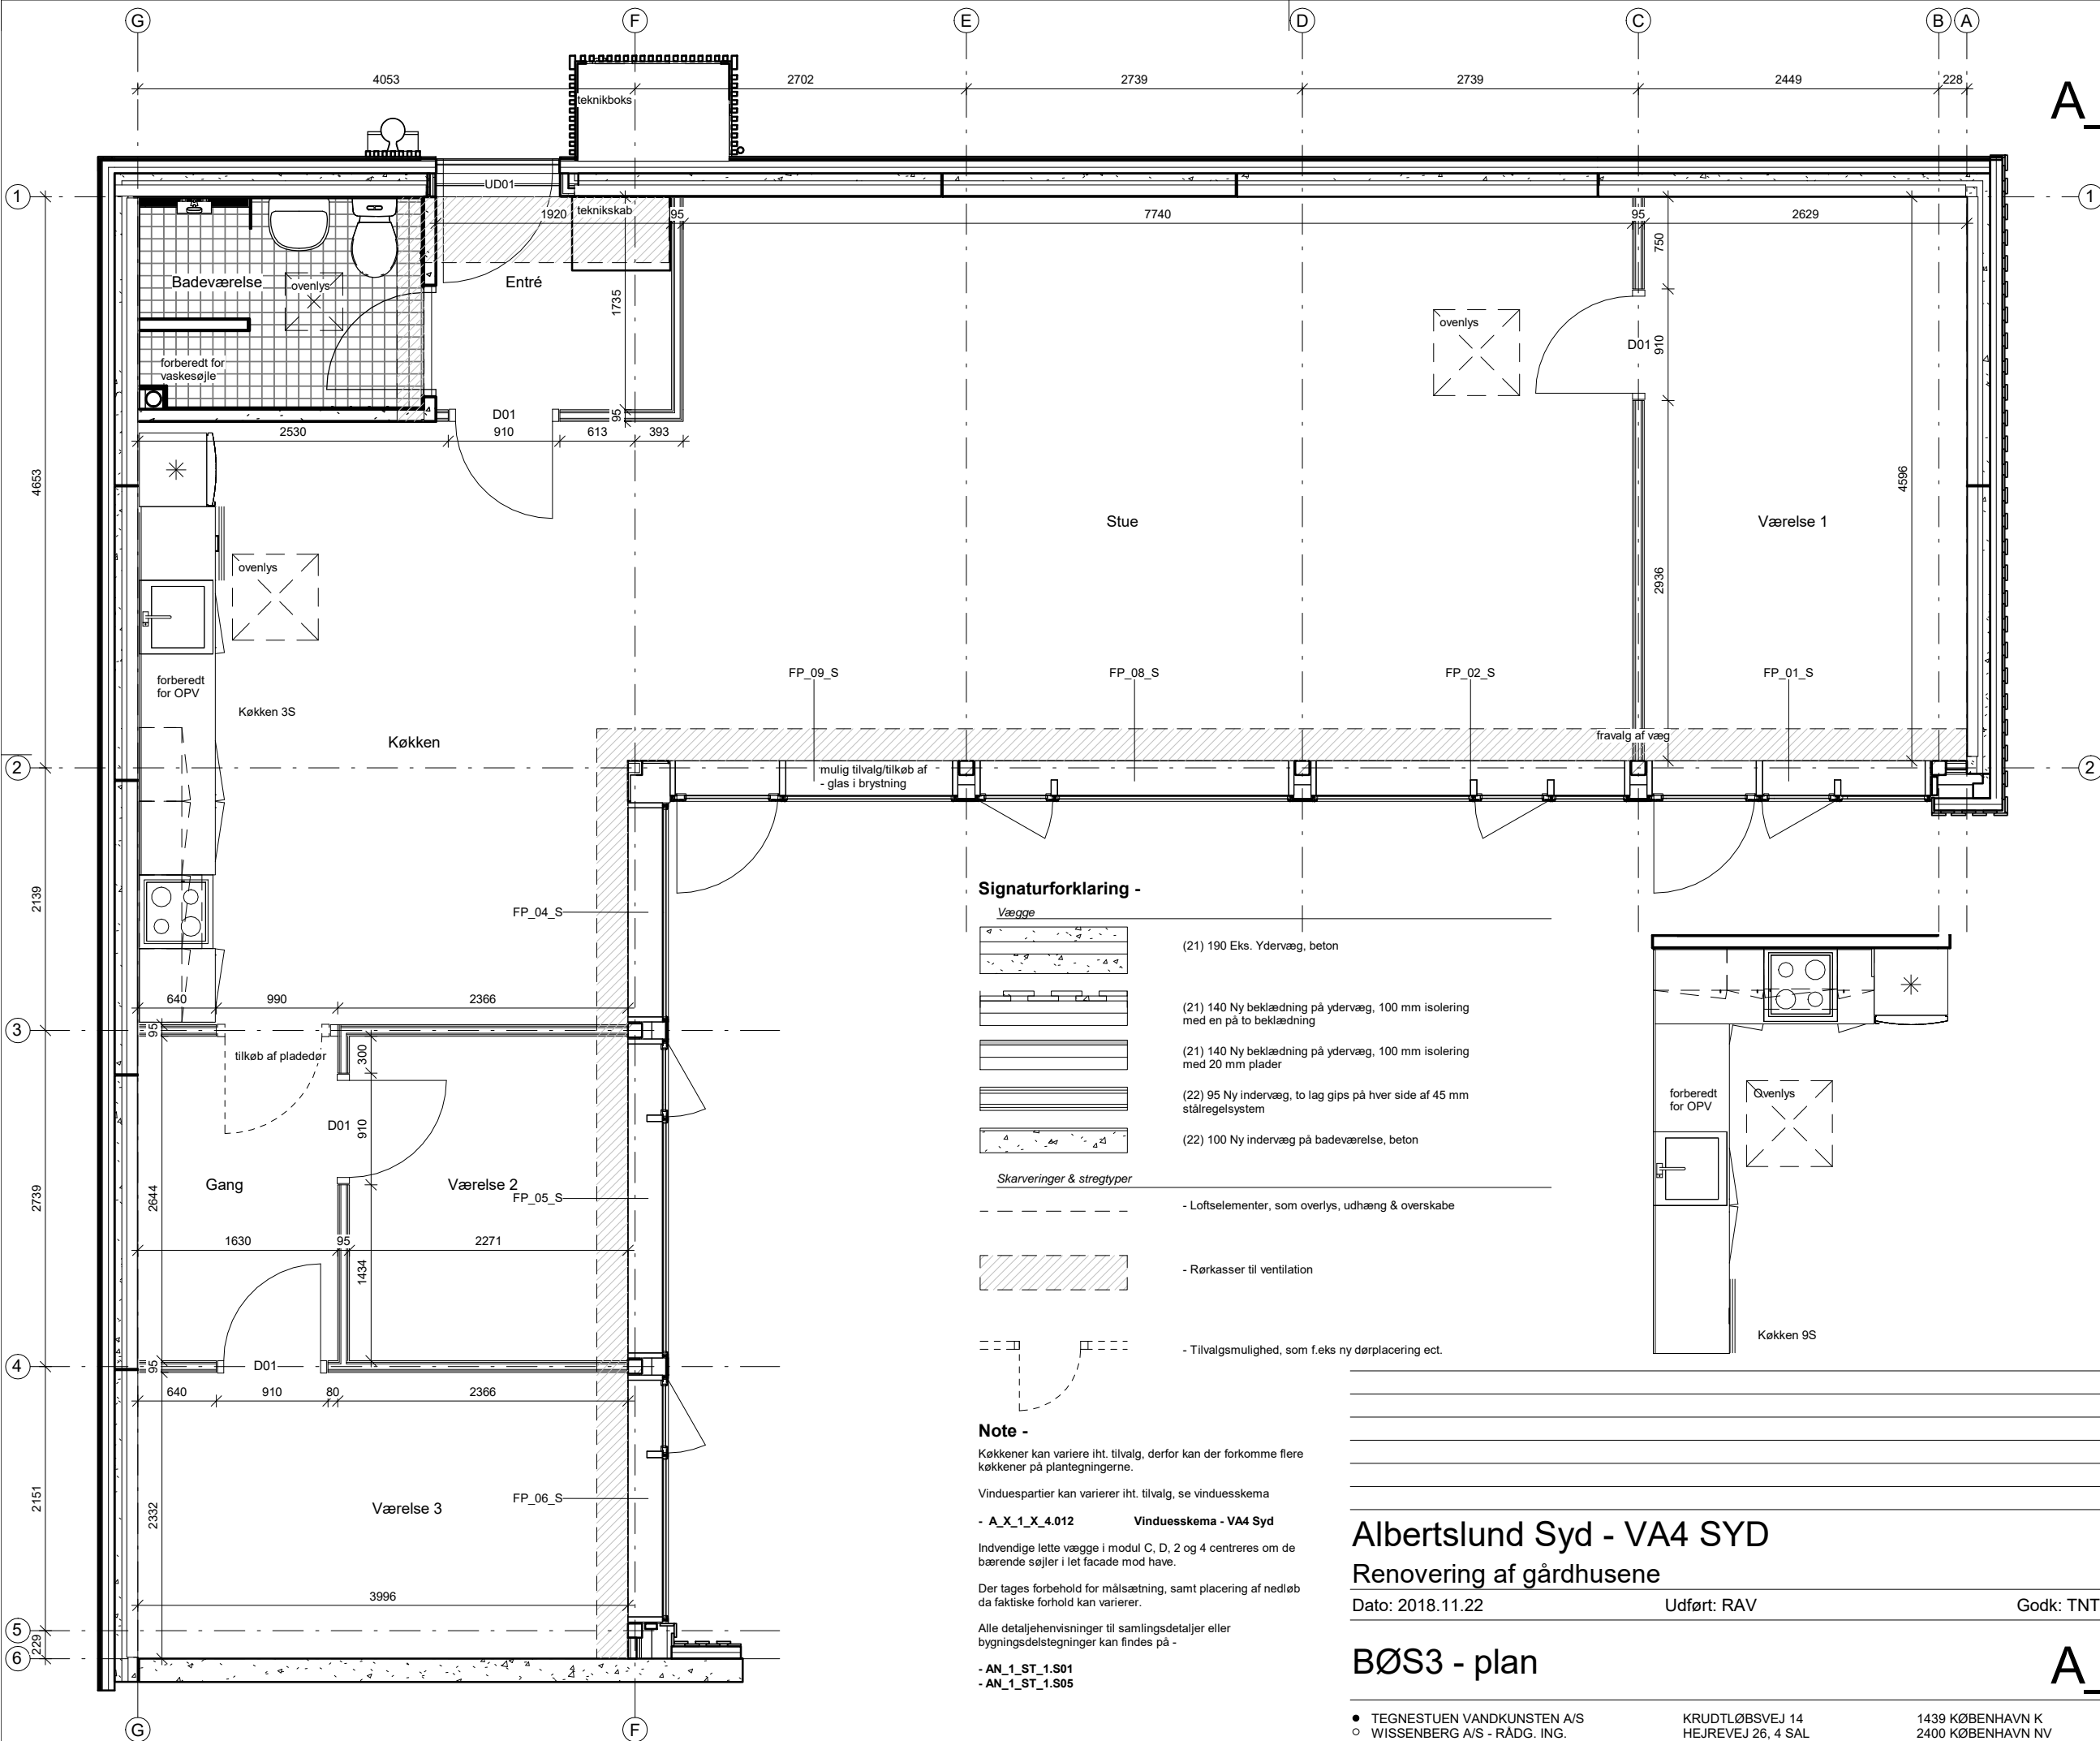 G
F
E
D
C
B
A
4053
2702
2739
2739
2449
228
A_
teknikboks
UD01
1
1
1920
teknikskab
95
7740
95
2629
750
Badeværelse
ovenlys
Entré
1735
ovenlys
D01
910
forberedt for
vaskesøjle
D01
95
2530
910
613
393
4653
4596
Stue
Værelse 1
ovenlys
2936
forberedt
for OPV
Køkken 3S
FP_09_S
FP_08_S
FP_02_S
FP_01_S
Køkken
fravalg af væg
2
2
mulig tilvalg/tilkøb af
- glas i brystning
2139
FP_04_S
Signaturforklaring -
Vægge
(21) 190 Eks. Ydervæg, beton
(21) 140 Ny beklædning på ydervæg, 100 mm isolering
med en på to beklædning
(21) 140 Ny beklædning på ydervæg, 100 mm isolering
med 20 mm plader
(22) 95 Ny indervæg, to lag gips på hver side af 45 mm
stålregelsystem
(22) 100 Ny indervæg på badeværelse, beton
Skarveringer & stregtyper
- Loftselementer, som overlys, udhæng & overskabe
- Rørkasser til ventilation
- Tilvalgsmulighed, som f.eks ny dørplacering ect.
forberedt
for OPV
Ovenlys
Køkken 9S
640
990
2366
3
95
tilkøb af pladedør
300
D01
910
2739
2644
Gang
Værelse 2
FP_05_S
1630
95
2271
1434
4
95
D01
640
910
80
2366
2151
2332
Værelse 3
FP_06_S
3996
5
229
6
G
F
Note -
Køkkener kan variere iht. tilvalg, derfor kan der forkomme flere
køkkener på plantegningerne.
Vinduespartier kan varierer iht. tilvalg, se vinduesskema
- A_X_1_X_4.012 Vinduesskema - VA4 Syd
Indvendige lette vægge i modul C, D, 2 og 4 centreres om de
bærende søjler i let facade mod have.
Der tages forbehold for målsætning, samt placering af nedløb
da faktiske forhold kan varierer.
Alle detaljehenvisninger til samlingsdetaljer eller
bygningsdelstegninger kan findes på -
- AN_1_ST_1.S01
- AN_1_ST_1.S05
Albertslund Syd - VA4 SYD
Renovering af gårdhusene
Dato: 2018.11.22 Udført: RAV Godk: TNT
BØS3 - plan
A_
TEGNESTUEN VANDKUNSTEN A/S KRUDTLØBSVEJ 14 1439 KØBENHAVN K
WISSENBERG A/S - RÅDG. ING. HEJREVEJ 26, 4 SAL 2400 KØBENHAVN NV